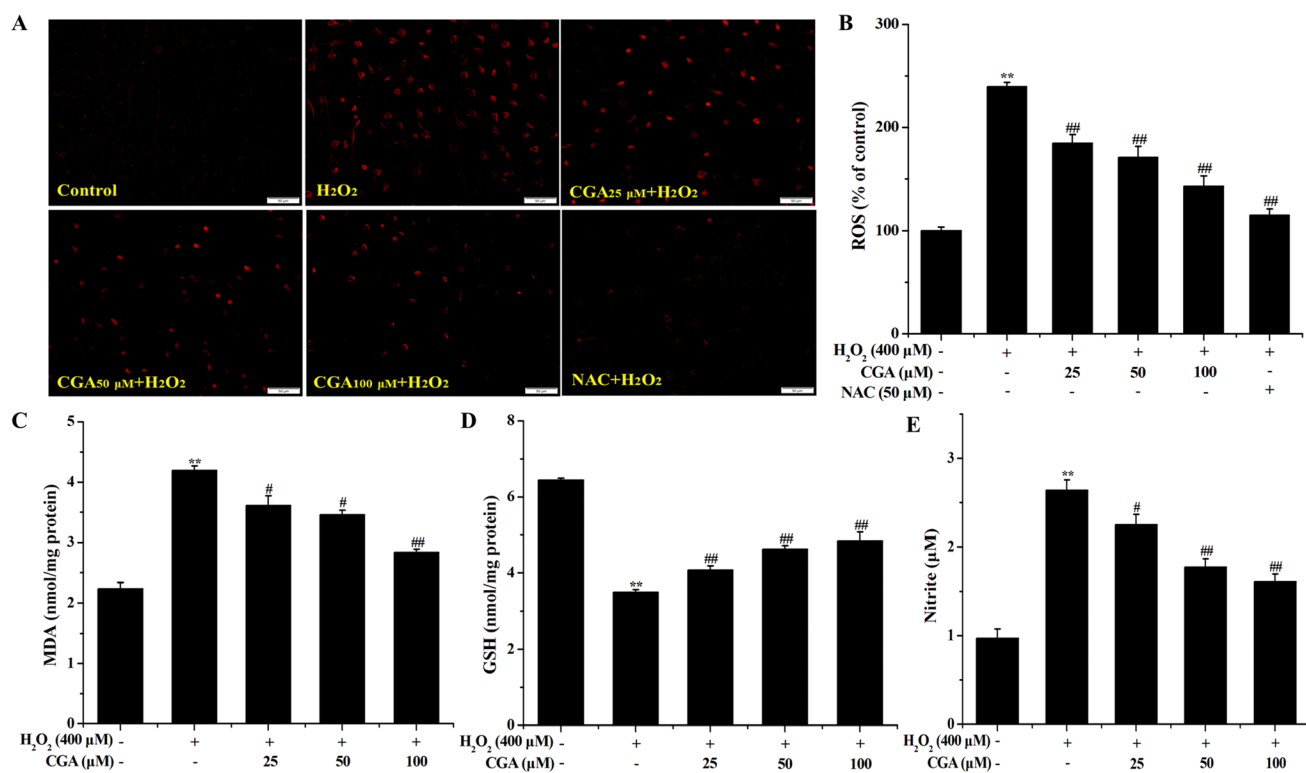 A
Control
H2O2
CGA25 μM+H2O2
CGA50 μM+H2O2
CGA100 μM+H2O2
NAC+H2O2
B
ROS (% of control)
300
250
200
150
100
50
0
**
##
##
##
##
H2O2 (400 μM) - + + + + +
CGA (μM) - - 25 50 100 -
NAC (50 μM) - - - - - +
C
MDA (nmol/mg protein)
5
4
3
2
1
0
**
#
#
##
H2O2 (400 μM) - + + + +
CGA (μM) - - 25 50 100
D
GSH (nmol/mg protein)
8
6
4
2
0
**
##
##
##
H2O2 (400 μM) - + + + +
CGA (μM) - - 25 50 100
E
Nitrite (μM)
3
2
1
0
**
#
##
##
H2O2 (400 μM) - + + + +
CGA (μM) - - 25 50 100